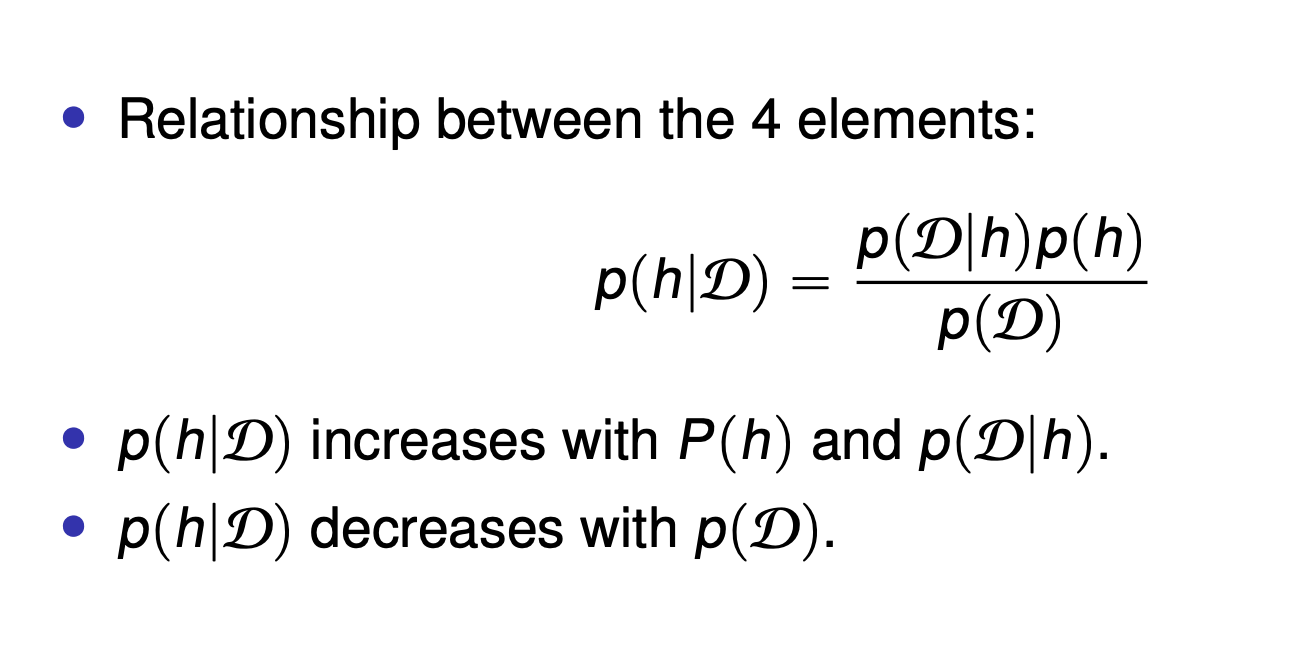 • Relationship between the 4 elements:
p(h|𝒟) = p(𝒟|h)p(h) / p(𝒟)
• p(h|𝒟) increases with P(h) and p(𝒟|h).
• p(h|𝒟) decreases with p(𝒟).